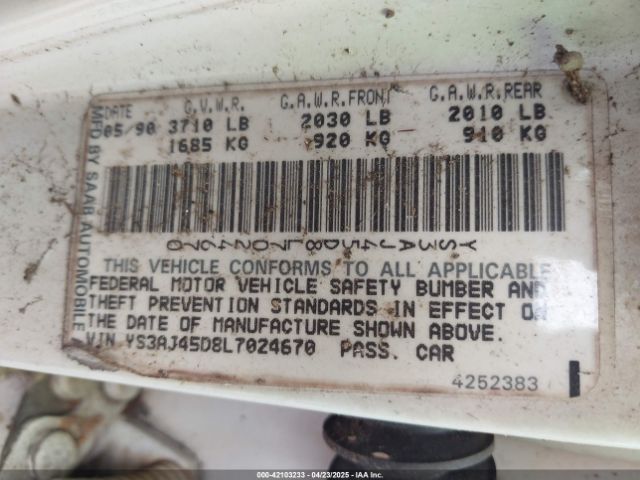 DATE G.V.W.R. G.A.W.R.FRONT G.A.W.R.REAR
05/90 3710 LB 2030 LB 2010 LB
1685 KG 920 KG 910 KG
MFD BY SAAB AUTOMOBILE
YS3AJ45D8L7024670
THIS VEHICLE CONFORMS TO ALL APPLICABLE
FEDERAL MOTOR VEHICLE SAFETY BUMBER AND
THEFT PREVENTION STANDARDS IN EFFECT ON
THE DATE OF MANUFACTURE SHOWN ABOVE.
VIN YS3AJ45D8L7024670 PASS. CAR
4252383
000-42103233 - 04/23/2025 - IAA Inc.